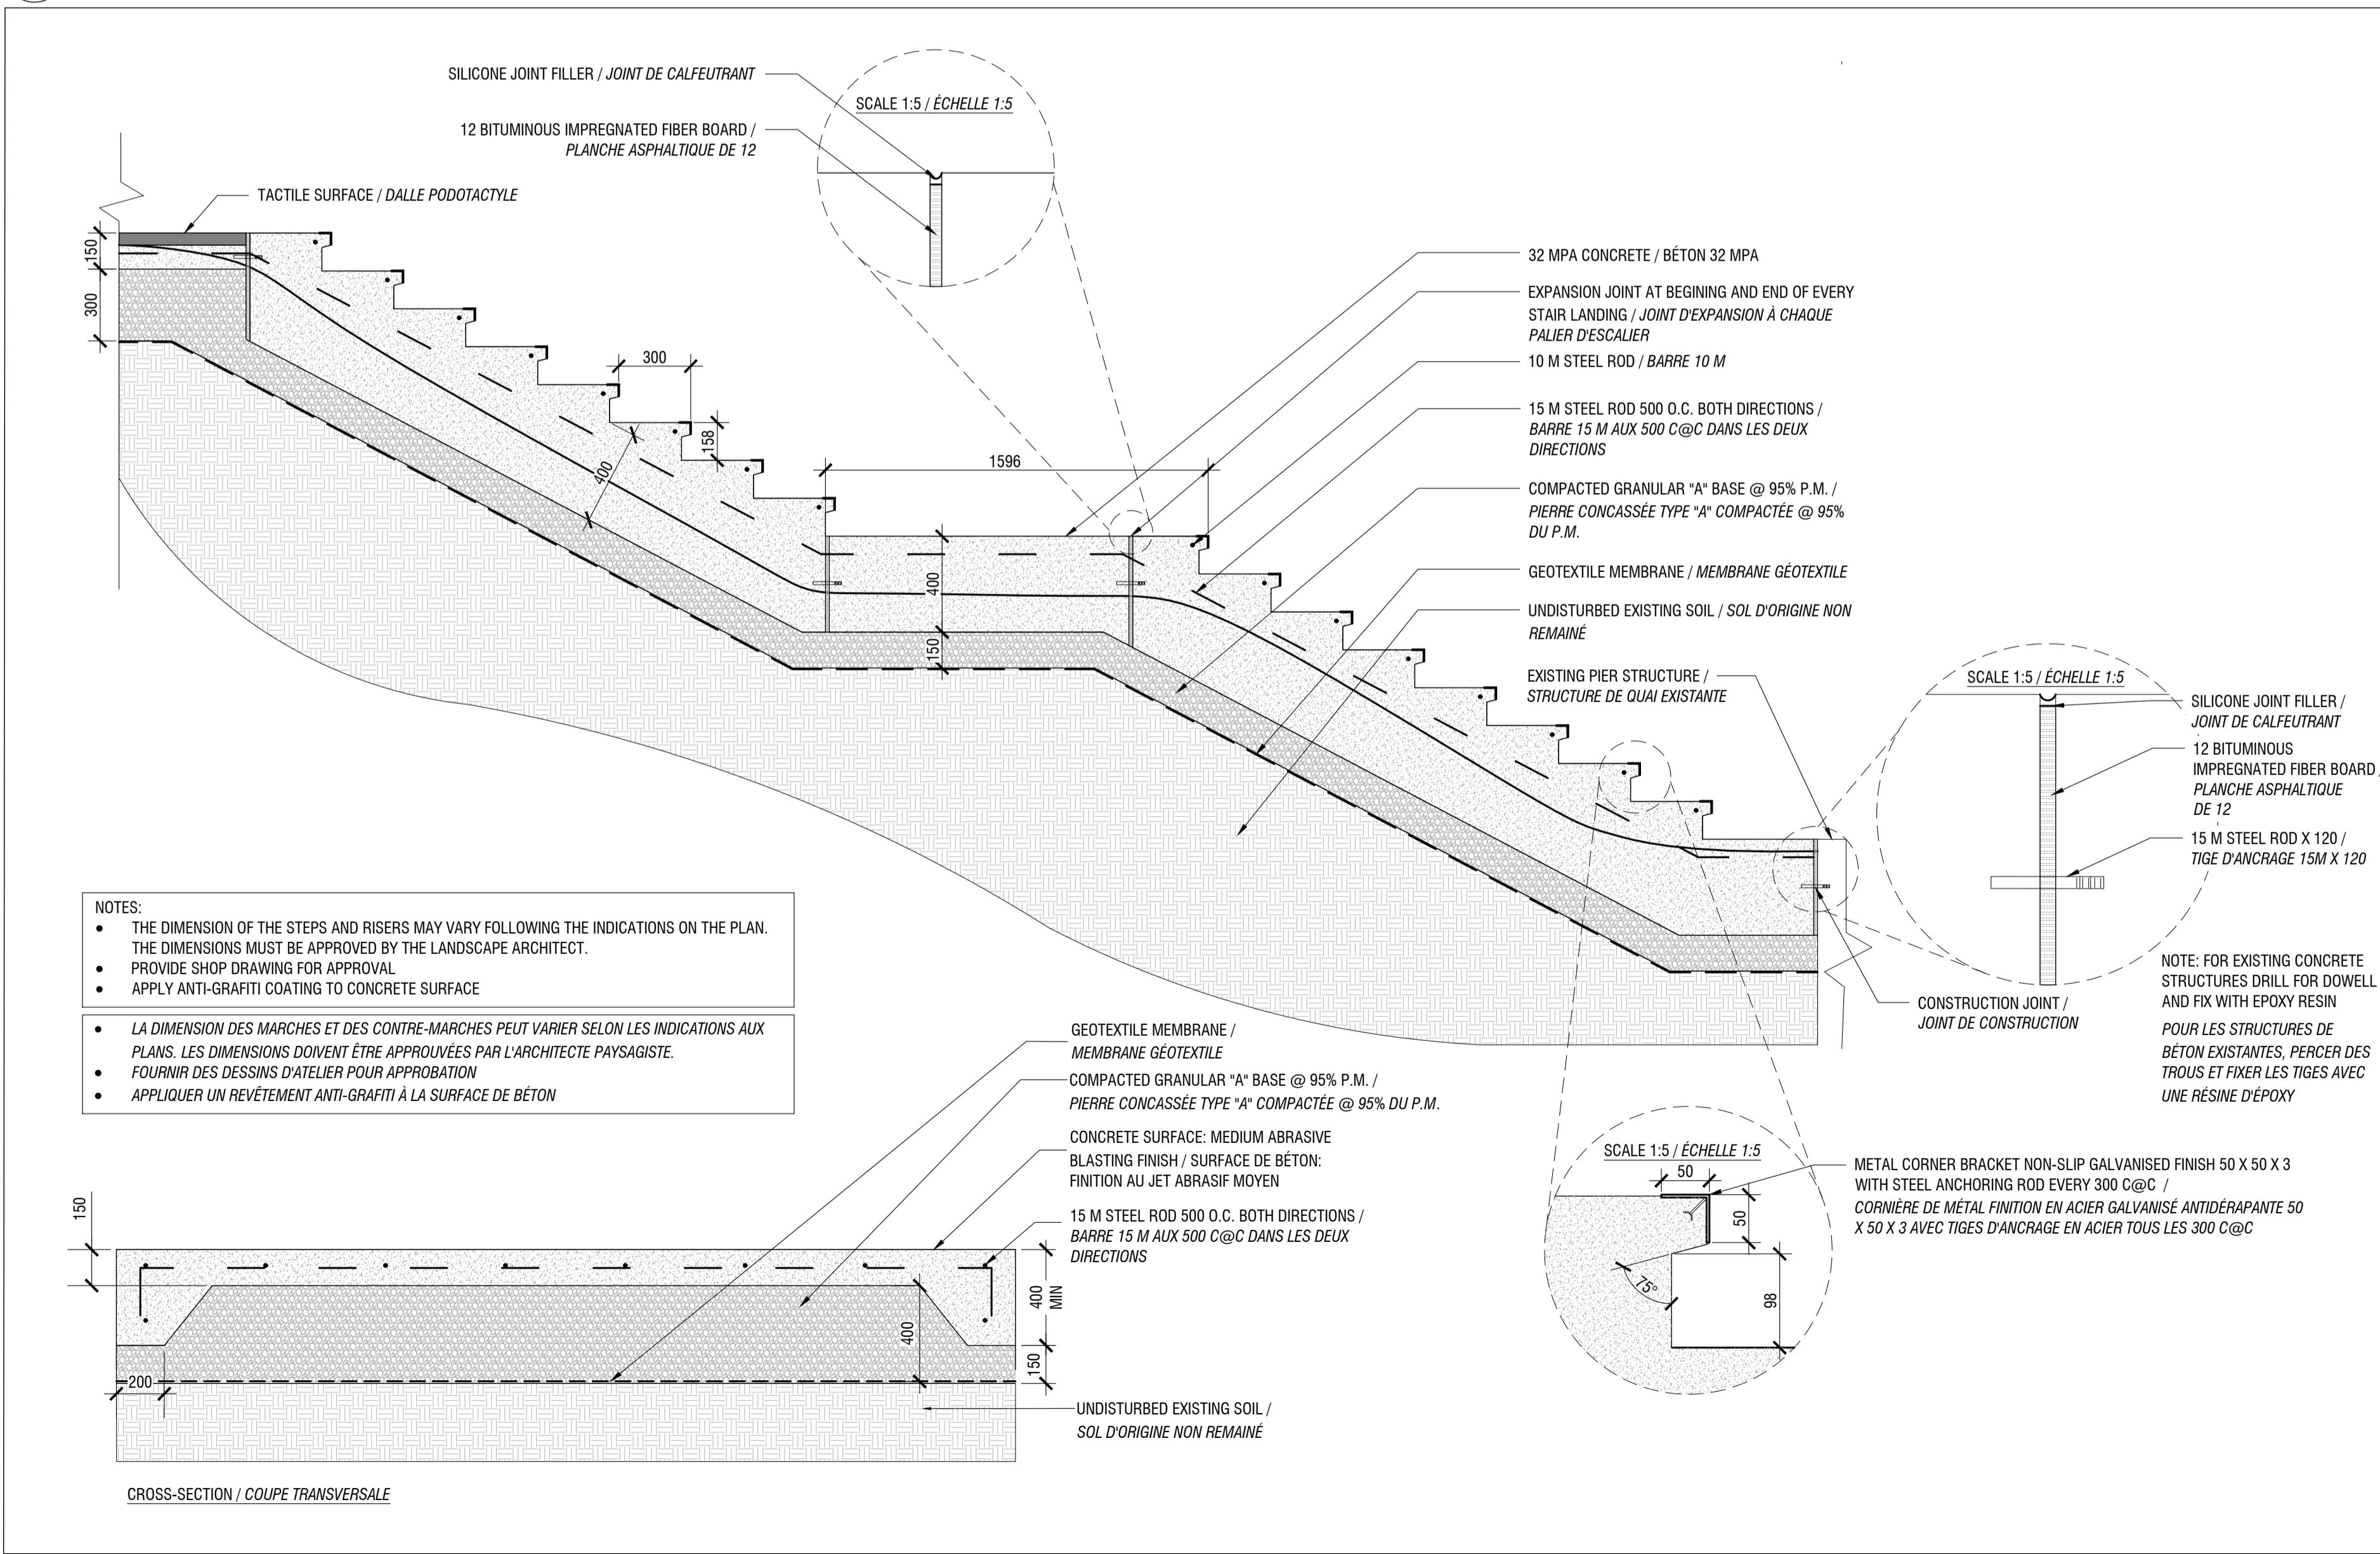 SILICONE JOINT FILLER / JOINT DE CALFEUTRANT
SCALE 1:5 / ÉCHELLE 1:5
12 BITUMINOUS IMPREGNATED FIBER BOARD /
PLANCHE ASPHALTIQUE DE 12
TACTILE SURFACE / DALLE PODOTACTYLE
150
300
300
158
400
1596
400
150
32 MPA CONCRETE / BÉTON 32 MPA
EXPANSION JOINT AT BEGINING AND END OF EVERY
STAIR LANDING / JOINT D'EXPANSION À CHAQUE
PALIER D'ESCALIER
10 M STEEL ROD / BARRE 10 M
15 M STEEL ROD 500 O.C. BOTH DIRECTIONS /
BARRE 15 M AUX 500 C@C DANS LES DEUX
DIRECTIONS
COMPACTED GRANULAR "A" BASE @ 95% P.M. /
PIERRE CONCASSÉE TYPE "A" COMPACTÉE @ 95%
DU P.M.
GEOTEXTILE MEMBRANE / MEMBRANE GÉOTEXTILE
UNDISTURBED EXISTING SOIL / SOL D'ORIGINE NON
REMAINÉ
EXISTING PIER STRUCTURE /
STRUCTURE DE QUAI EXISTANTE
SCALE 1:5 / ÉCHELLE 1:5
SILICONE JOINT FILLER /
JOINT DE CALFEUTRANT
12 BITUMINOUS
IMPREGNATED FIBER BOARD /
PLANCHE ASPHALTIQUE
DE 12
15 M STEEL ROD X 120 /
TIGE D'ANCRAGE 15M X 120
NOTE: FOR EXISTING CONCRETE
STRUCTURES DRILL FOR DOWELL
AND FIX WITH EPOXY RESIN
POUR LES STRUCTURES DE
BÉTON EXISTANTES, PERCER DES
TROUS ET FIXER LES TIGES AVEC
UNE RÉSINE D'ÉPOXY
CONSTRUCTION JOINT /
JOINT DE CONSTRUCTION
NOTES:
• THE DIMENSION OF THE STEPS AND RISERS MAY VARY FOLLOWING THE INDICATIONS ON THE PLAN.
THE DIMENSIONS MUST BE APPROVED BY THE LANDSCAPE ARCHITECT.
• PROVIDE SHOP DRAWING FOR APPROVAL
• APPLY ANTI-GRAFITI COATING TO CONCRETE SURFACE
• LA DIMENSION DES MARCHES ET DES CONTRE-MARCHES PEUT VARIER SELON LES INDICATIONS AUX
PLANS. LES DIMENSIONS DOIVENT ÊTRE APPROUVÉES PAR L'ARCHITECTE PAYSAGISTE.
• FOURNIR DES DESSINS D'ATELIER POUR APPROBATION
• APPLIQUER UN REVÊTEMENT ANTI-GRAFITI À LA SURFACE DE BÉTON
GEOTEXTILE MEMBRANE /
MEMBRANE GÉOTEXTILE
COMPACTED GRANULAR "A" BASE @ 95% P.M. /
PIERRE CONCASSÉE TYPE "A" COMPACTÉE @ 95% DU P.M.
CONCRETE SURFACE: MEDIUM ABRASIVE
BLASTING FINISH / SURFACE DE BÉTON:
FINITION AU JET ABRASIF MOYEN
15 M STEEL ROD 500 O.C. BOTH DIRECTIONS /
BARRE 15 M AUX 500 C@C DANS LES DEUX
DIRECTIONS
150
200
400
400
MIN
150
UNDISTURBED EXISTING SOIL /
SOL D'ORIGINE NON REMAINÉ
SCALE 1:5 / ÉCHELLE 1:5
50
50
75°
98
METAL CORNER BRACKET NON-SLIP GALVANISED FINISH 50 X 50 X 3
WITH STEEL ANCHORING ROD EVERY 300 C@C /
CORNIÈRE DE MÉTAL FINITION EN ACIER GALVANISÉ ANTIDÉRAPANTE 50
X 50 X 3 AVEC TIGES D'ANCRAGE EN ACIER TOUS LES 300 C@C
CROSS-SECTION / COUPE TRANSVERSALE